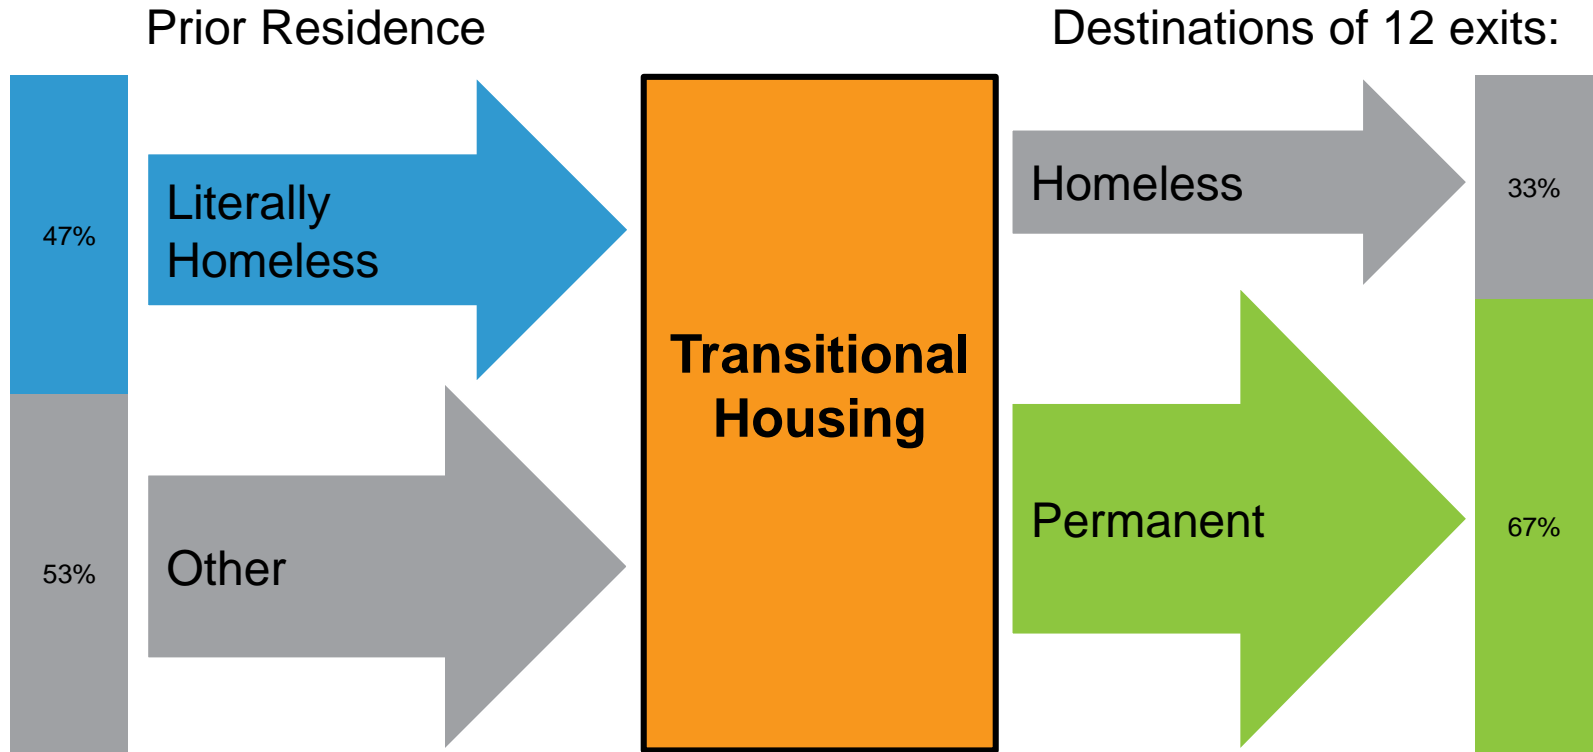 Prior Residence
Destinations of 12 exits:
47%
Literally
Homeless
53%
Other
Transitional
Housing
Homeless
33%
Permanent
67%